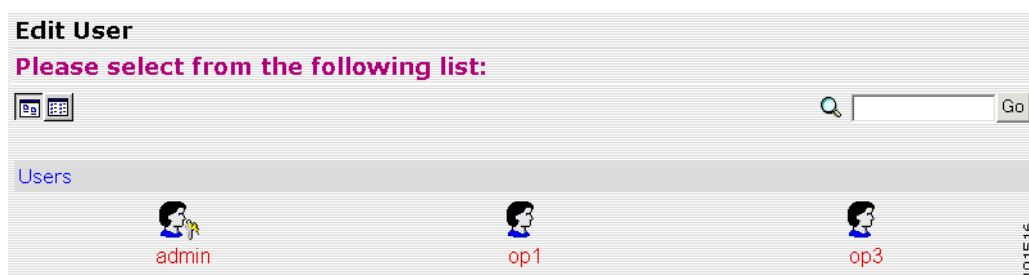 Edit User
Please select from the following list:
Go
Users
admin op1 op3